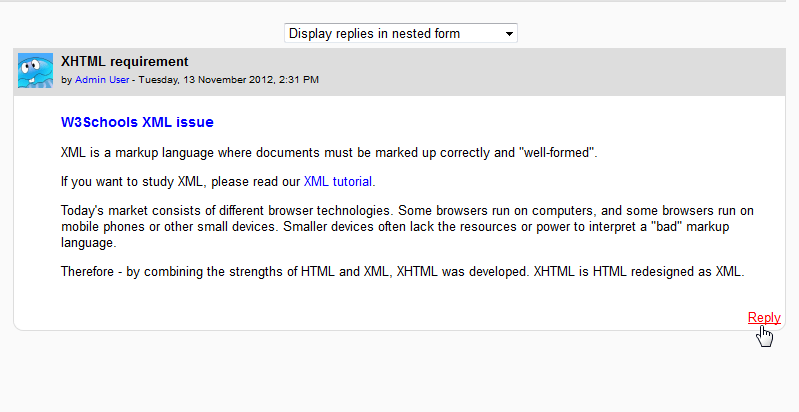 Display replies in nested form
XHTML requirement
by Admin User - Tuesday, 13 November 2012, 2:31 PM
W3Schools XML issue
XML is a markup language where documents must be marked up correctly and "well-formed".
If you want to study XML, please read our XML tutorial.
Today's market consists of different browser technologies. Some browsers run on computers, and some browsers run on
mobile phones or other small devices. Smaller devices often lack the resources or power to interpret a "bad" markup
language.
Therefore - by combining the strengths of HTML and XML, XHTML was developed. XHTML is HTML redesigned as XML.
Reply